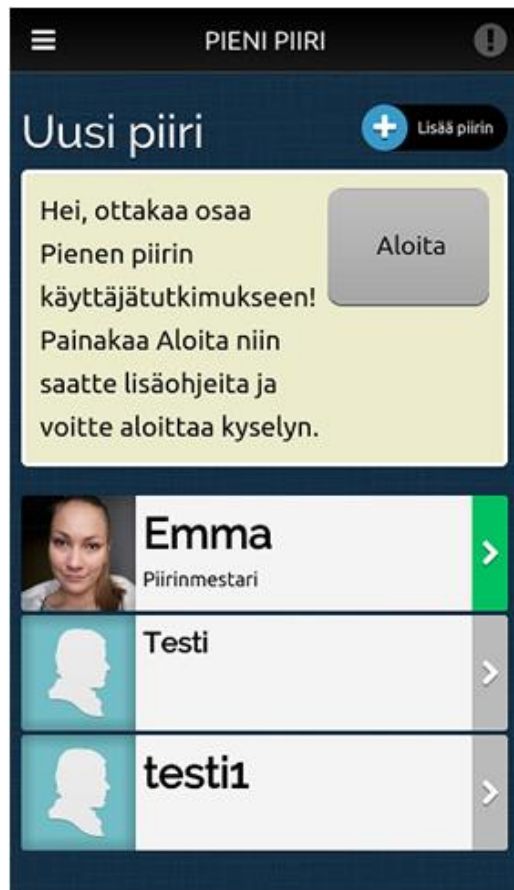 PIENI PIIRI
Uusi piiri
Lisää piirin
Hei, ottakaa osaa
Pienen piirin
käyttäjätutkimukseen!
Painakaa Aloita niin
saatte lisäohjeita ja
voitte aloittaa kyselyn.
Aloita
Emma
Piirinmestari
Testi
testi1